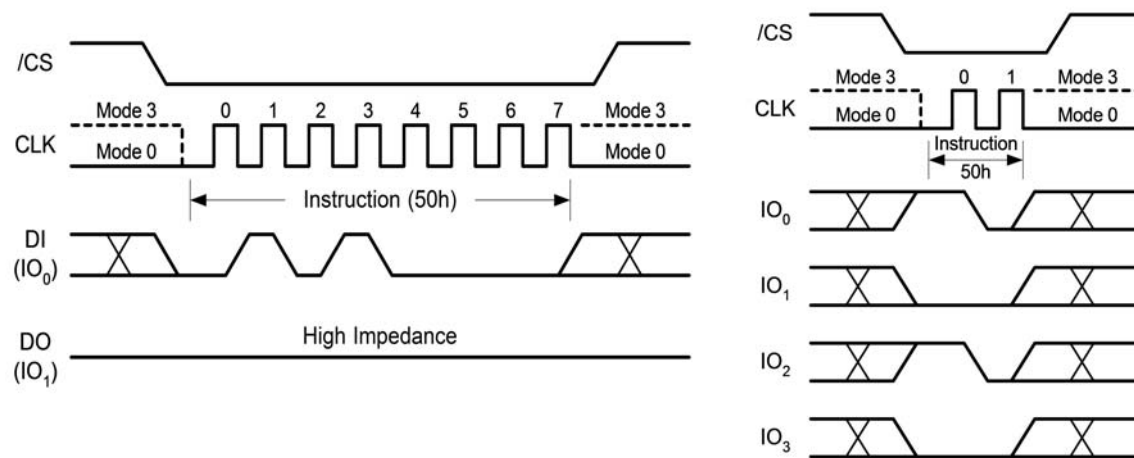 /CS
Mode 3 0 1 2 3 4 5 6 7 Mode 3
CLK Mode 0 Mode 0
Instruction (50h)
DI
(IO0)
High Impedance
DO
(IO1)
/CS
Mode 3 0 1 Mode 3
CLK Mode 0 Mode 0
Instruction
50h
IO0
IO1
IO2
IO3